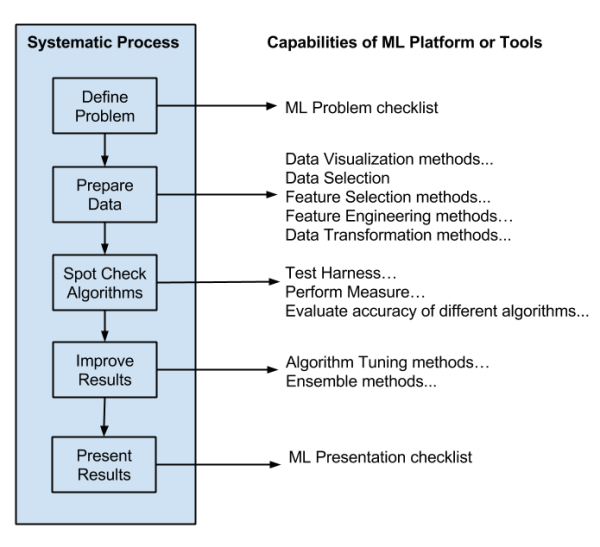 Systematic Process
Capabilities of ML Platform or Tools
Define
Problem
ML Problem checklist
Prepare
Data
Data Visualization methods...
Data Selection
Feature Selection methods...
Feature Engineering methods…
Data Transformation methods...
Spot Check
Algorithms
Test Harness…
Perform Measure…
Evaluate accuracy of different algorithms...
Improve
Results
Algorithm Tuning methods…
Ensemble methods...
Present
Results
ML Presentation checklist